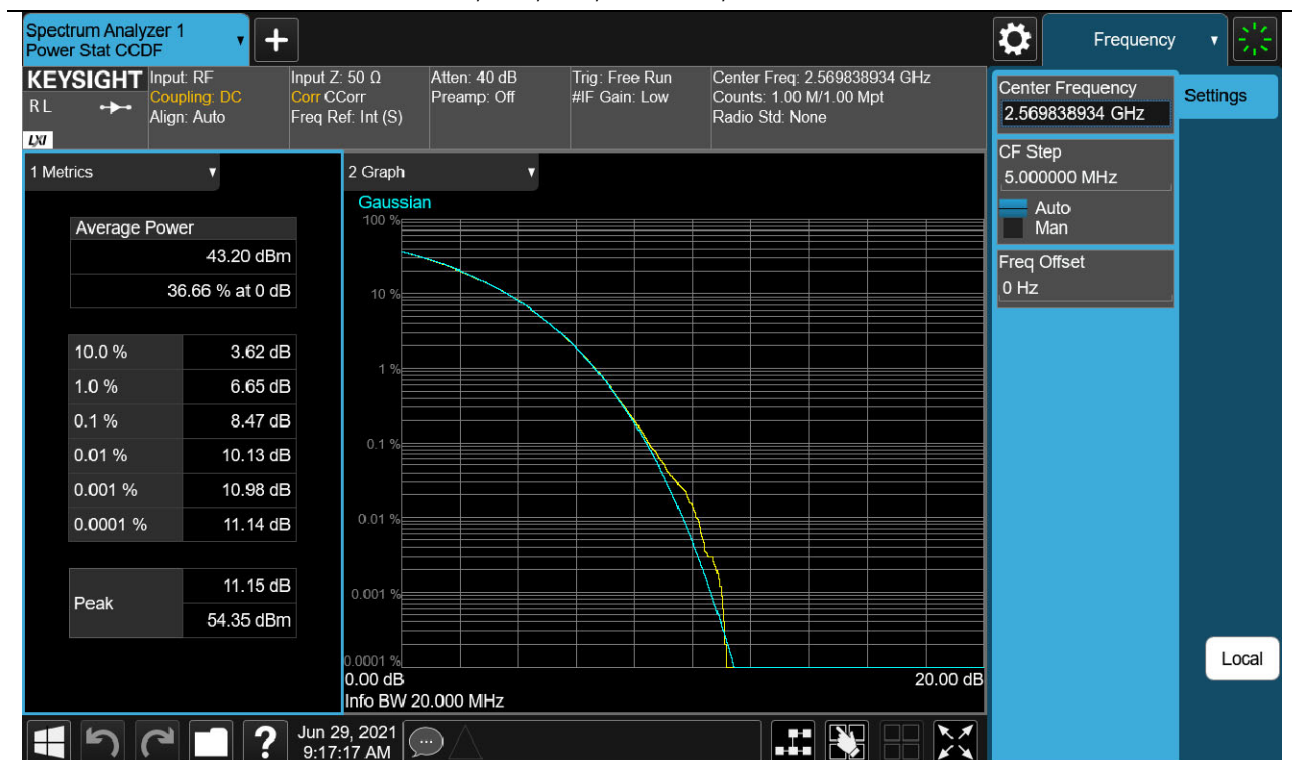 Spectrum Analyzer 1
Power Stat CCDF
Frequency
KEYSIGHT
R L
LXI
Input: RF
Coupling: DC
Align: Auto
Input Z: 50 Ω
Corr CCorr
Freq Ref: Int (S)
Atten: 40 dB
Preamp: Off
Trig: Free Run
#IF Gain: Low
Center Freq: 2.569838934 GHz
Counts: 1.00 M/1.00 Mpt
Radio Std: None
Center Frequency
2.569838934 GHz
Settings
CF Step
5.000000 MHz
Auto
Man
Freq Offset
0 Hz
1 Metrics
Average Power
43.20 dBm
36.66 % at 0 dB
10.0 % 3.62 dB
1.0 % 6.65 dB
0.1 % 8.47 dB
0.01 % 10.13 dB
0.001 % 10.98 dB
0.0001 % 11.14 dB
Peak
11.15 dB
54.35 dBm
2 Graph
Gaussian
100 %
10 %
1 %
0.1 %
0.01 %
0.001 %
0.0001 %
0.00 dB 20.00 dB
Info BW 20.000 MHz
Local
?
Jun 29, 2021
9:17:17 AM